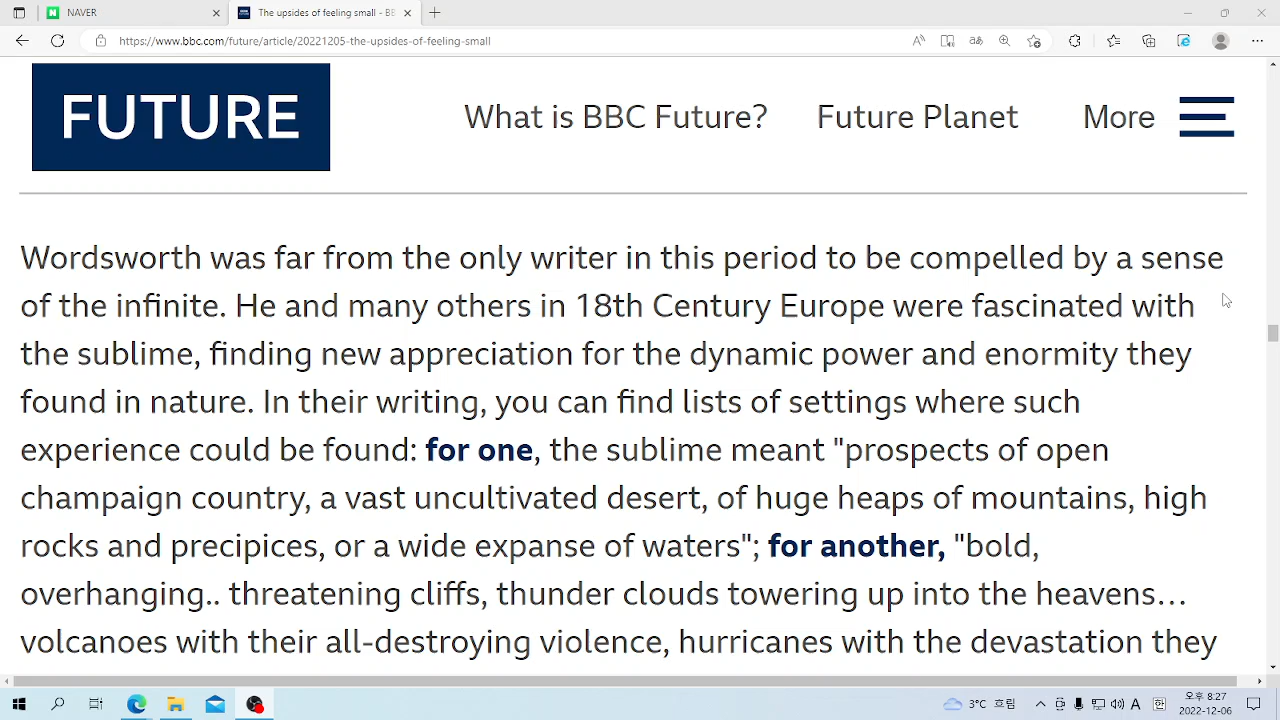 NAVER
The upsides of feeling small - BB
https://www.bbc.com/future/article/20221205-the-upsides-of-feeling-small
FUTURE
What is BBC Future?
Future Planet
More
Wordsworth was far from the only writer in this period to be compelled by a sense
of the infinite. He and many others in 18th Century Europe were fascinated with
the sublime, finding new appreciation for the dynamic power and enormity they
found in nature. In their writing, you can find lists of settings where such
experience could be found: for one, the sublime meant "prospects of open
champaign country, a vast uncultivated desert, of huge heaps of mountains, high
rocks and precipices, or a wide expanse of waters"; for another, "bold,
overhanging.. threatening cliffs, thunder clouds towering up into the heavens…
volcanoes with their all-destroying violence, hurricanes with the devastation they
3°C 흐림
A
오후 8:27
2022-12-06